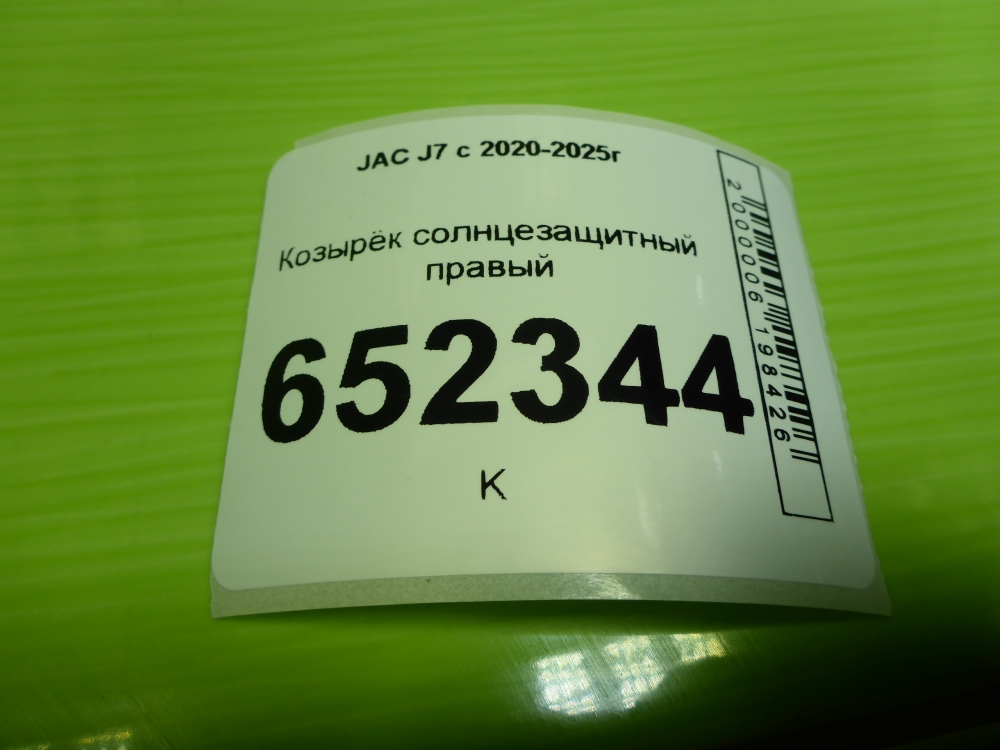 JAC J7 с 2020-2025г
Козырёк солнцезащитный
правый
652344
К
2000006198426